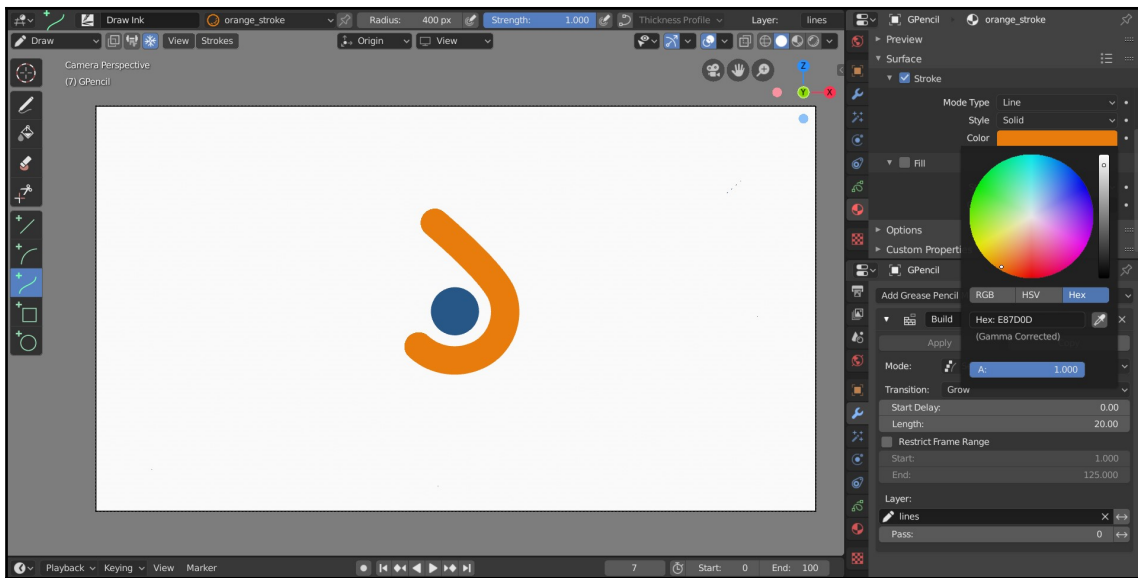 Draw Ink orange_stroke Radius: 400 px Strength: 1.000 Thickness Profile Layer: lines
Draw View Strokes Origin View
Camera Perspective
(7) GPencil
Z
Y X
GPencil orange_stroke
Preview
Surface
Stroke
Mode Type Line
Style Solid
Color
Fill
Options
Custom Properti
GPencil
Add Grease Pencil
RGB HSV Hex
Build
Hex: E87D0D
(Gamma Corrected)
Apply
Mode:
A: 1.000
Transition: Grow
Start Delay: 0.00
Length: 20.00
Restrict Frame Range
Start: 1.000
End: 125.000
Layer:
lines
Pass: 0
Playback Keying View Marker 7 Start: 0 End: 100